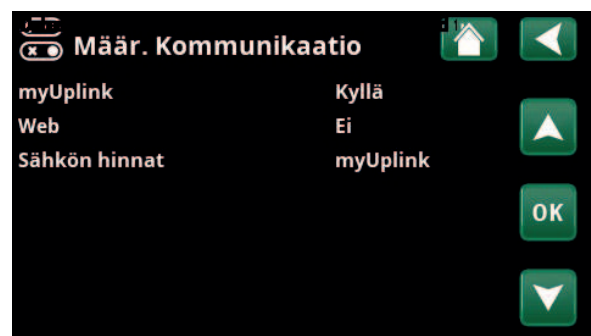 Määr. Kommunikaatio
myUplink Kyllä
Web Ei
Sähkön hinnat myUplink
OK